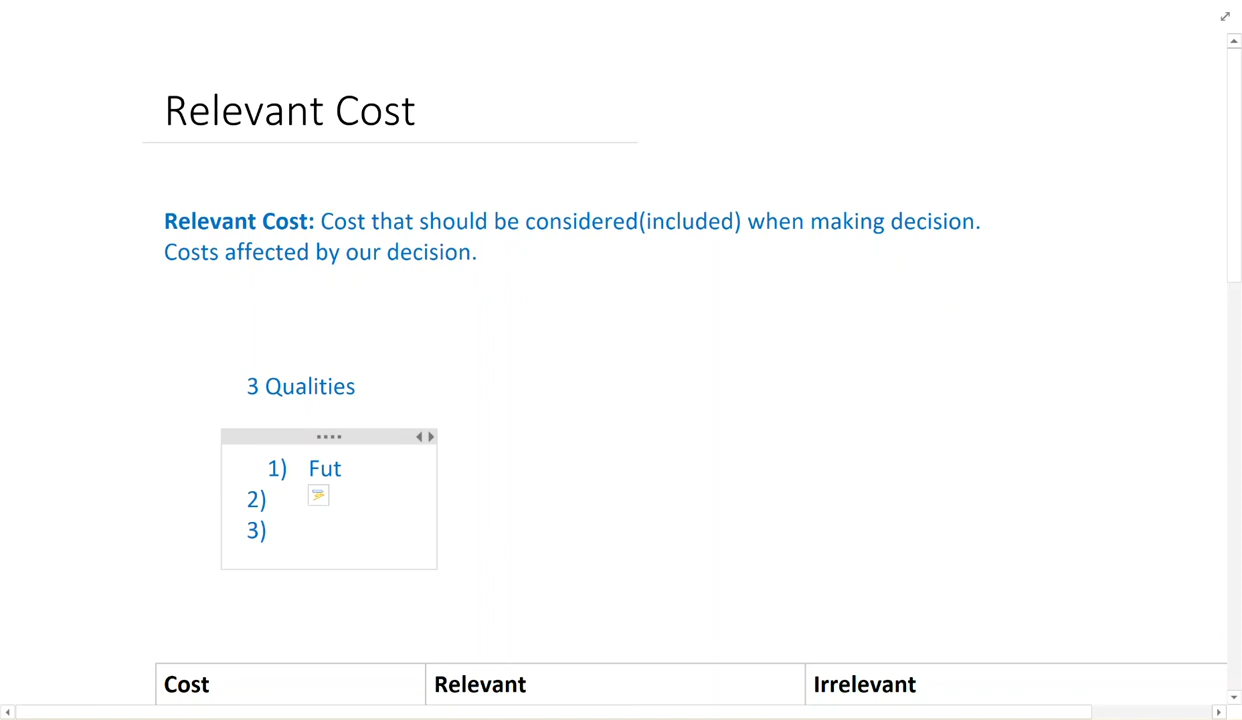 Relevant Cost
Relevant Cost: Cost that should be considered(included) when making decision.
Costs affected by our decision.
3 Qualities
1) Fut
2)
3)
Cost Relevant Irrelevant